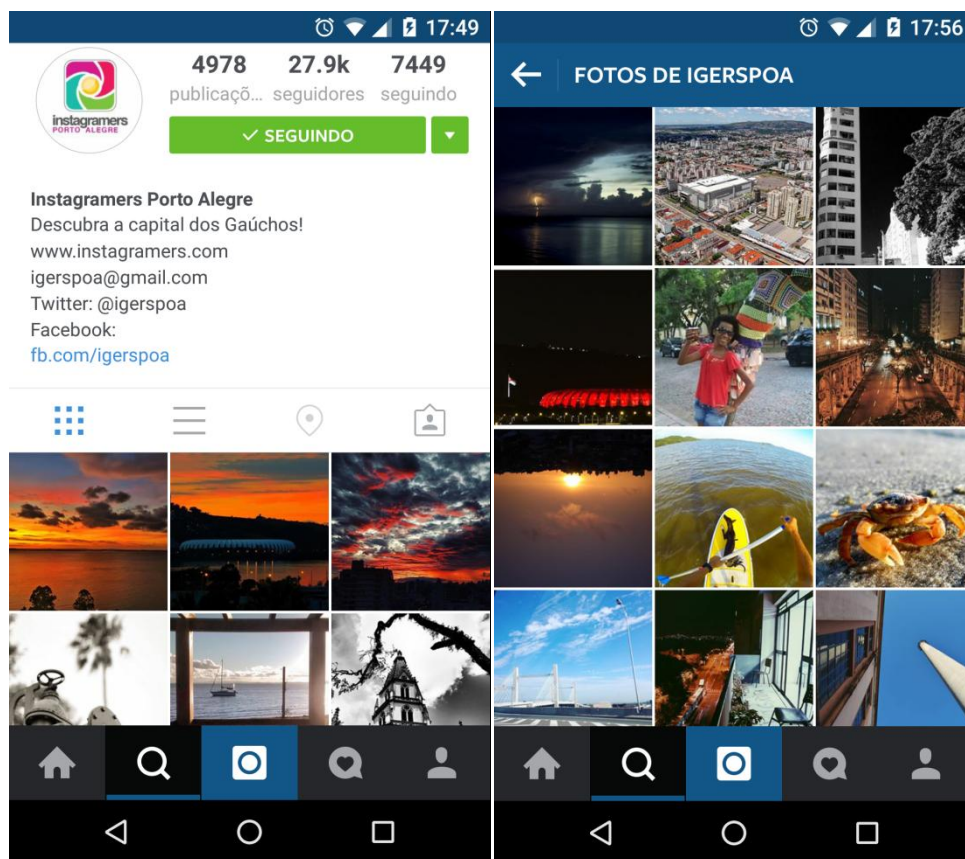 17:49
4978 27.9k 7449
publicaçõ... seguidores seguindo
instagramers
PORTO ALEGRE
SEGUINDO
Instagramers Porto Alegre
Descubra a capital dos Gaúchos!
www.instagramers.com
igerspoa@gmail.com
Twitter: @igerspoa
Facebook:
fb.com/igerspoa
17:56
FOTOS DE IGERSPOA